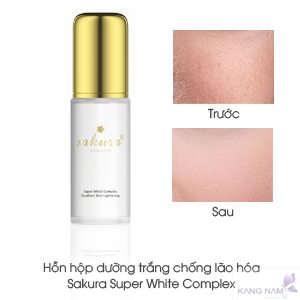 sakura
Super White Complex
Excellent Skin Lightening
Trước
Sau
Hỗn hộp dưỡng trắng chống lão hóa
Sakura Super White Complex
KANG NAM